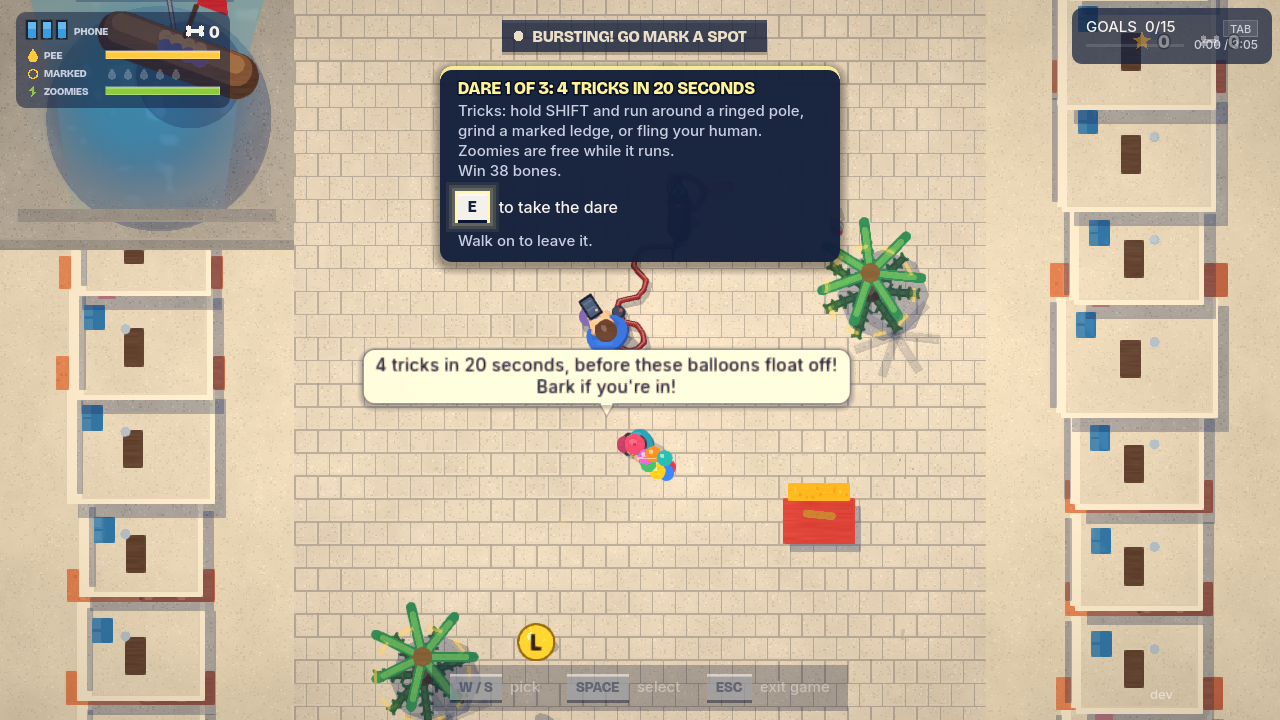 PHONE
0
PEE
MARKED
ZOOMIES
BURSTING! GO MARK A SPOT
GOALS 0/15
TAB
0
0
0:00 / 1:05
DARE 1 OF 3: 4 TRICKS IN 20 SECONDS
Tricks: hold SHIFT and run around a ringed pole,
grind a marked ledge, or fling your human.
Zoomies are free while it runs.
Win 38 bones.
E to take the dare
Walk on to leave it.
4 tricks in 20 seconds, before these balloons float off!
Bark if you're in!
L
W / S pick SPACE select ESC exit game
dev